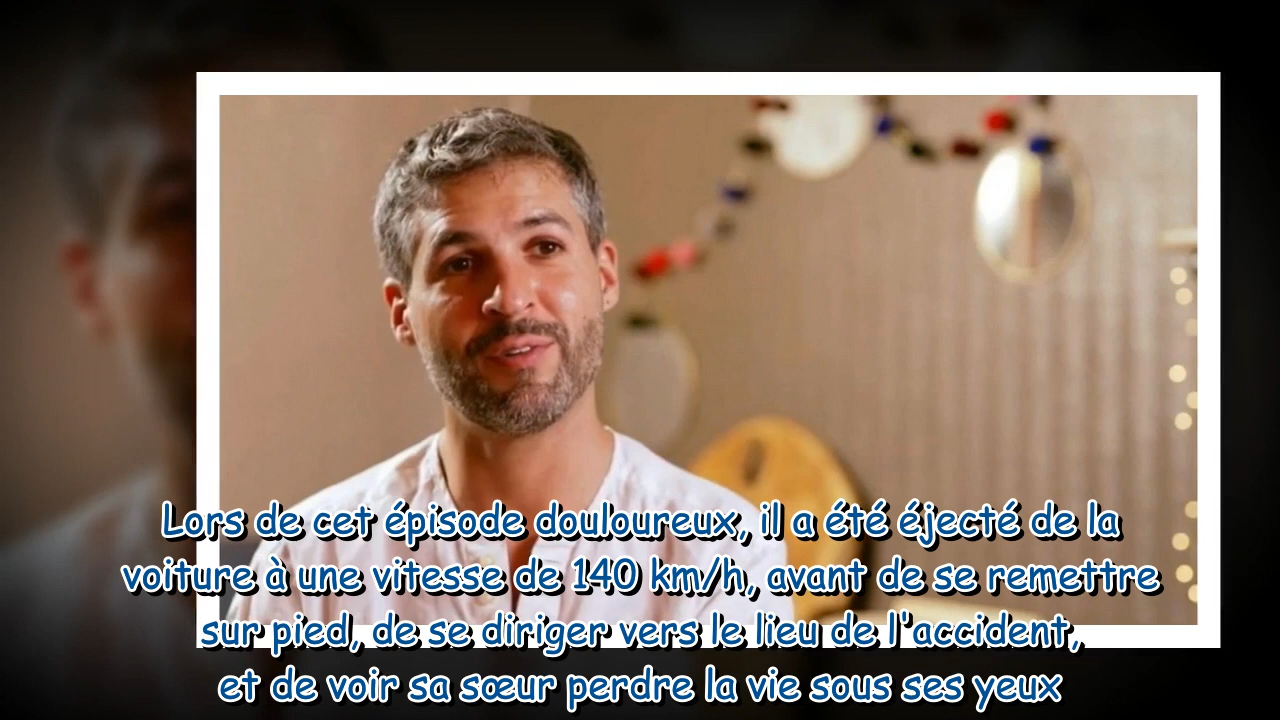 Lors de cet épisode douloureux, il a été éjecté de la
voiture à une vitesse de 140 km/h, avant de se remettre
sur pied, de se diriger vers le lieu de l'accident,
et de voir sa sœur perdre la vie sous ses yeux